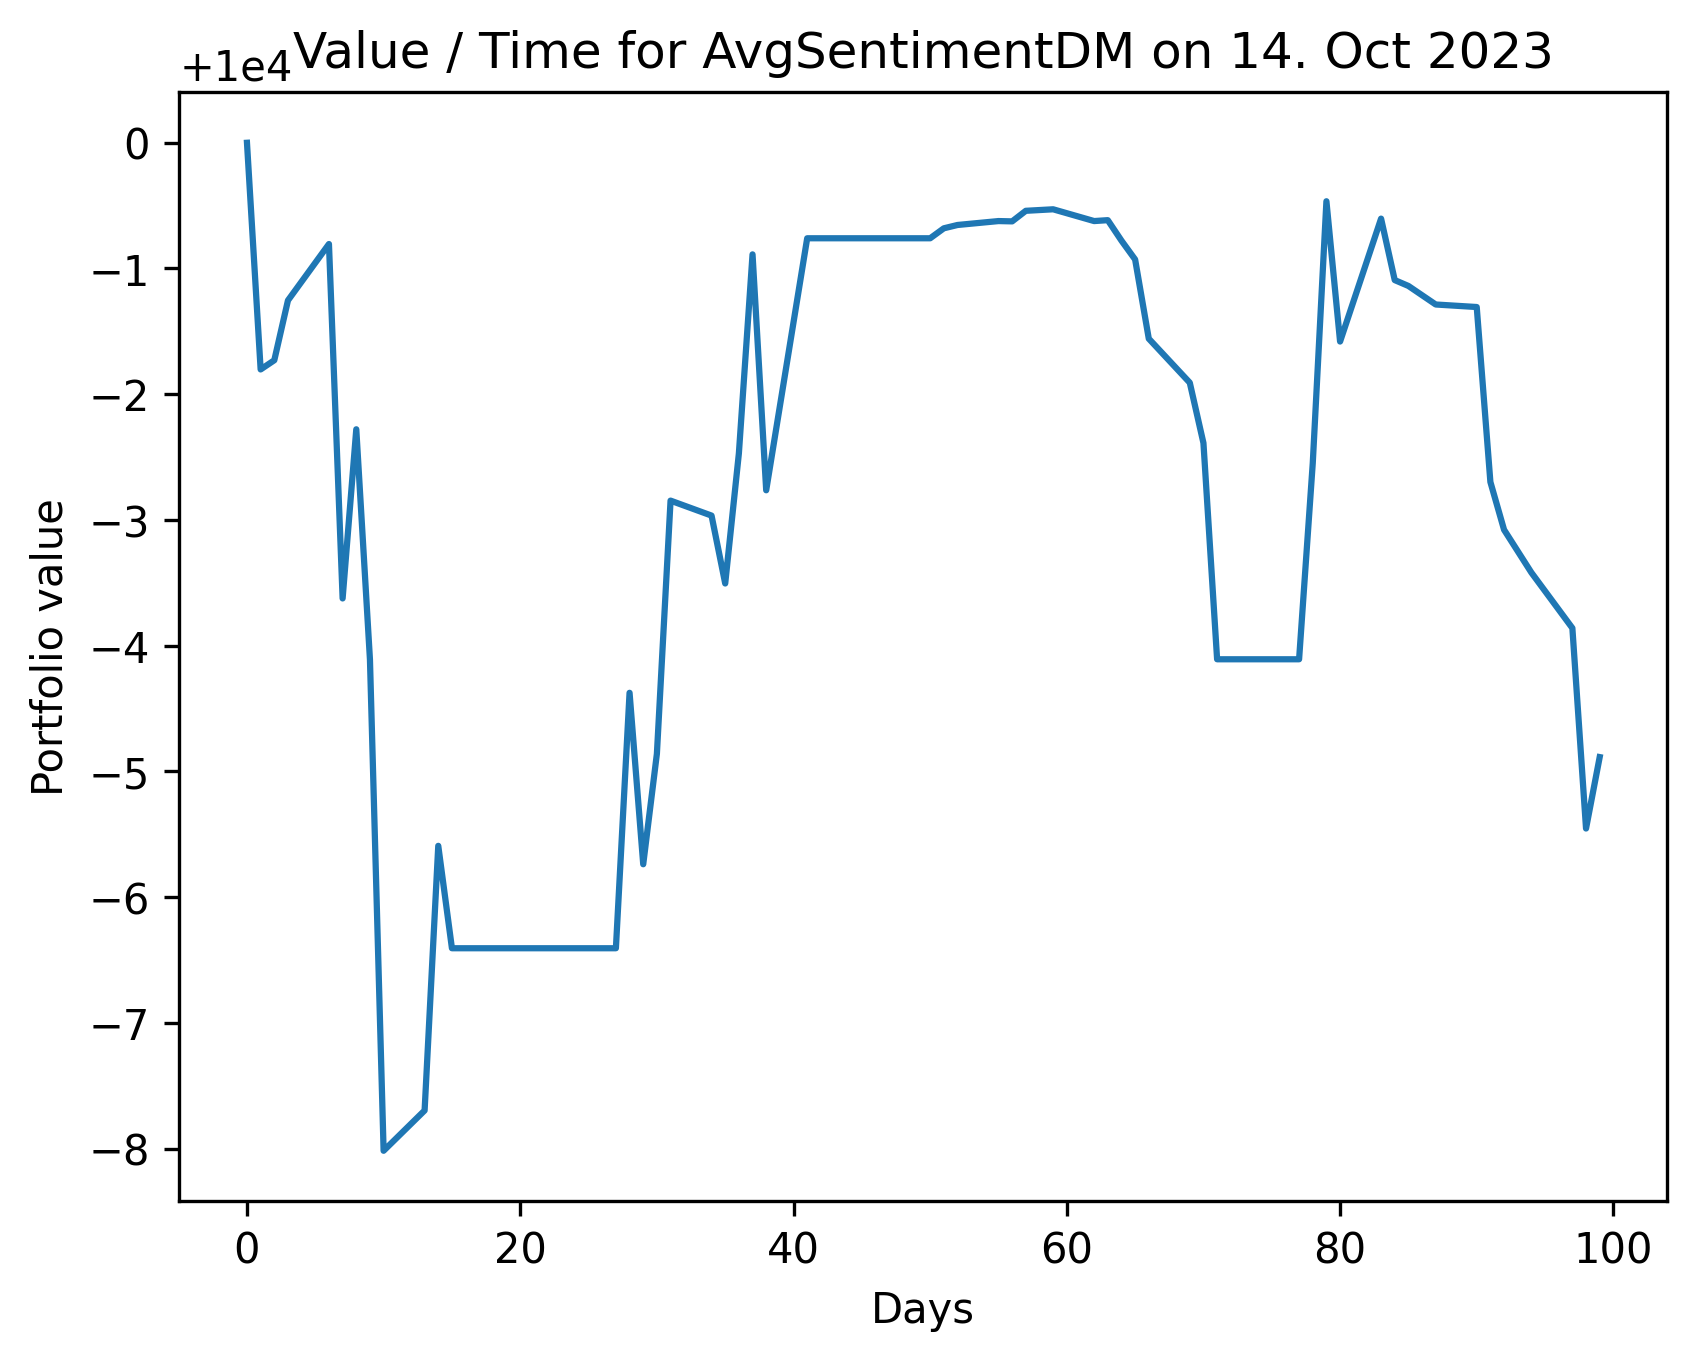 Value / Time for AvgSentimentDM on 14. Oct 2023
+1e4
0
−1
−2
−3
−4
−5
−6
−7
−8
Portfolio value
0 20 40 60 80 100
Days